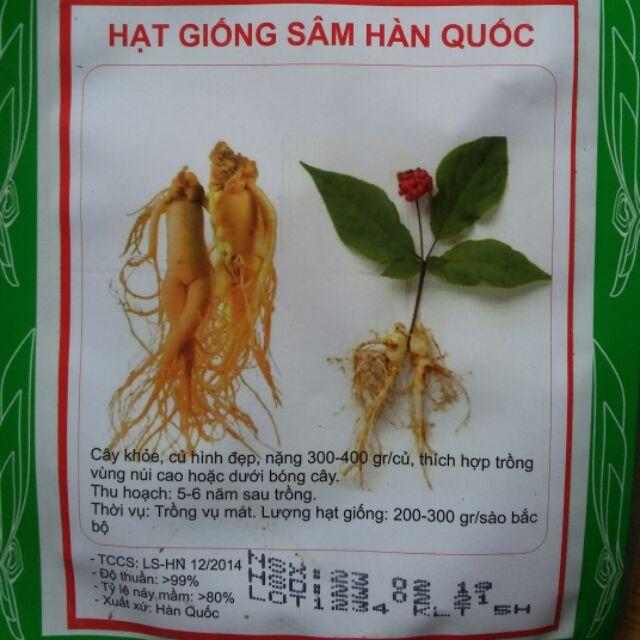 HẠT GIỐNG SÂM HÀN QUỐC
Cây khỏe, củ hình đẹp, nặng 300-400 gr/củ, thích hợp trồng
vùng núi cao hoặc dưới bóng cây.
Thu hoạch: 5-6 năm sau trồng.
Thời vụ: Trồng vụ mát. Lượng hạt giống: 200-300 gr/sào bắc
bộ
- TCCS: LS-HN 12/2014
- Độ thuần: >99%
- Tỷ lệ nảy mầm: >80%
- Xuất xứ: Hàn Quốc